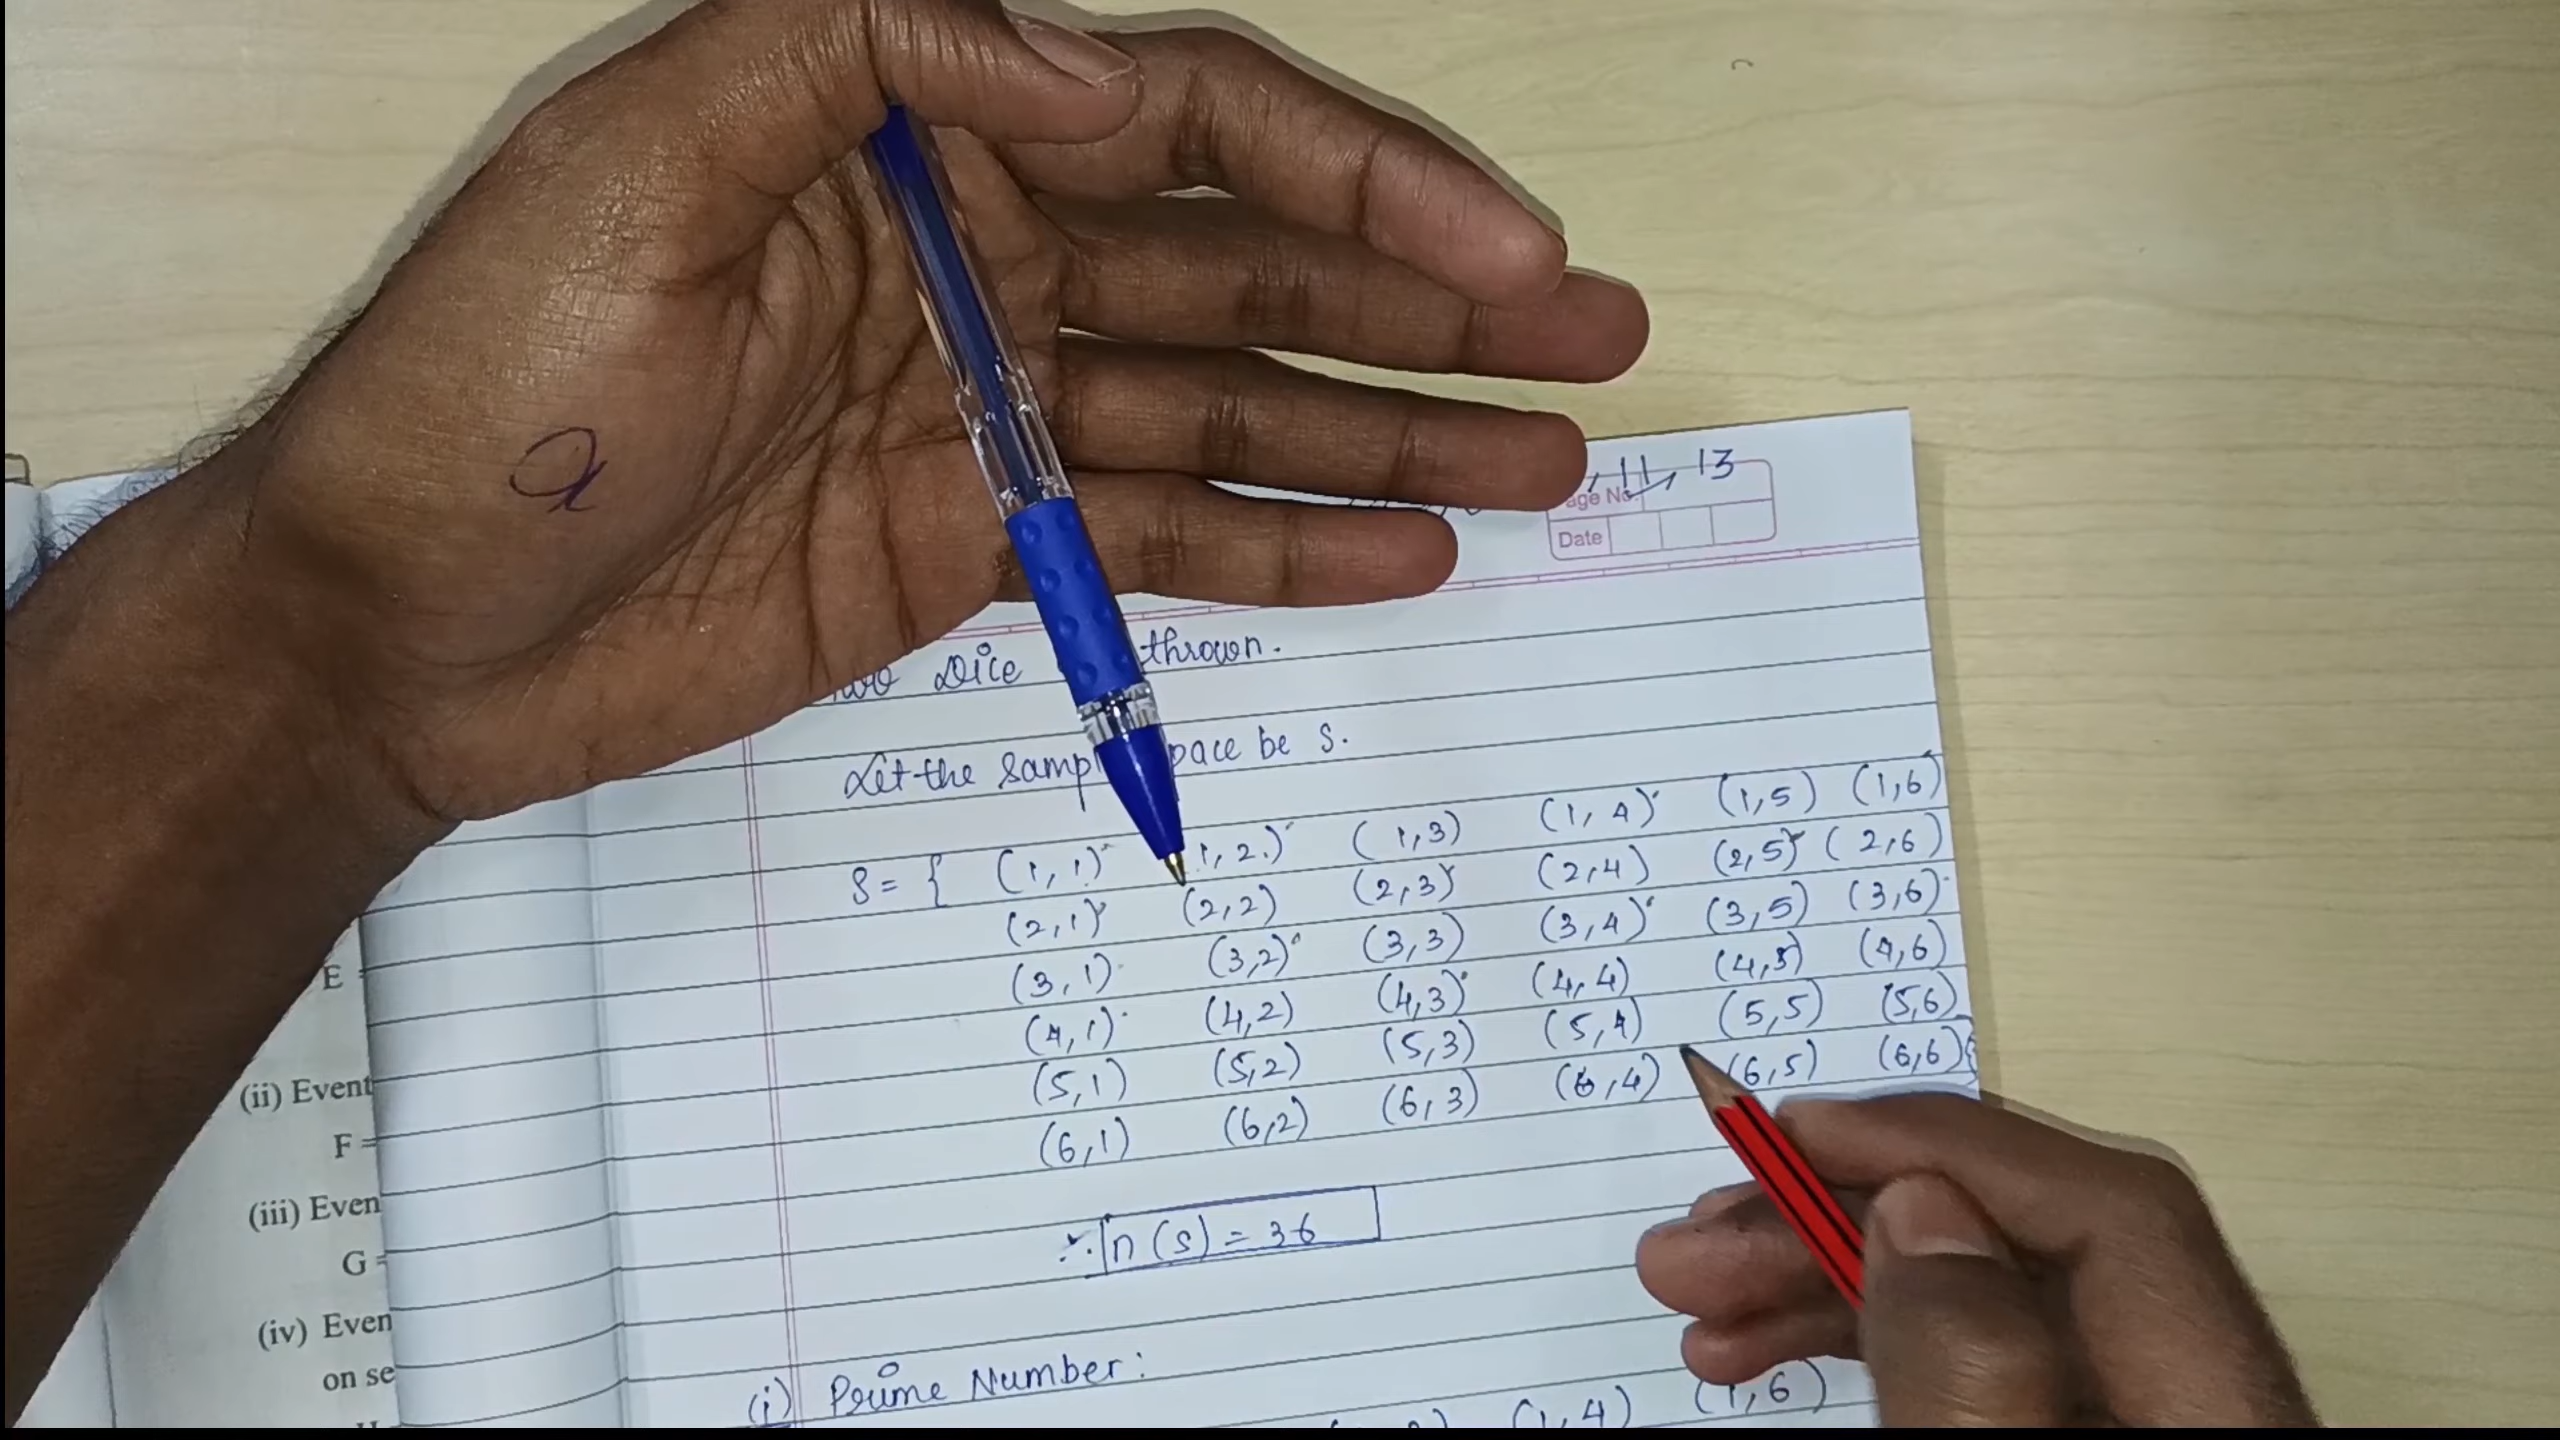 , 11, 13
age No.
Date
Dice thrown.
Let the samp pace be S.
S = { (1,1) 1,2) (1,3) (1,4) (1,5) (1,6)
(2,1) (2,2) (2,3) (2,4) (2,5) (2,6)
(3,1) (3,2) (3,3) (3,4) (3,5) (3,6)
(4,1) (4,2) (4,3) (4,4) (4,5) (4,6)
(5,1) (5,2) (5,3) (5,4) (5,5) (5,6)
(6,1) (6,2) (6,3) (6,4) (6,5) (6,6)}
∴ n(S) = 36
(i) Prime Number:
(1,4) (1,6)
E =
(ii) Event
F =
(iii) Even
G =
(iv) Even
on se